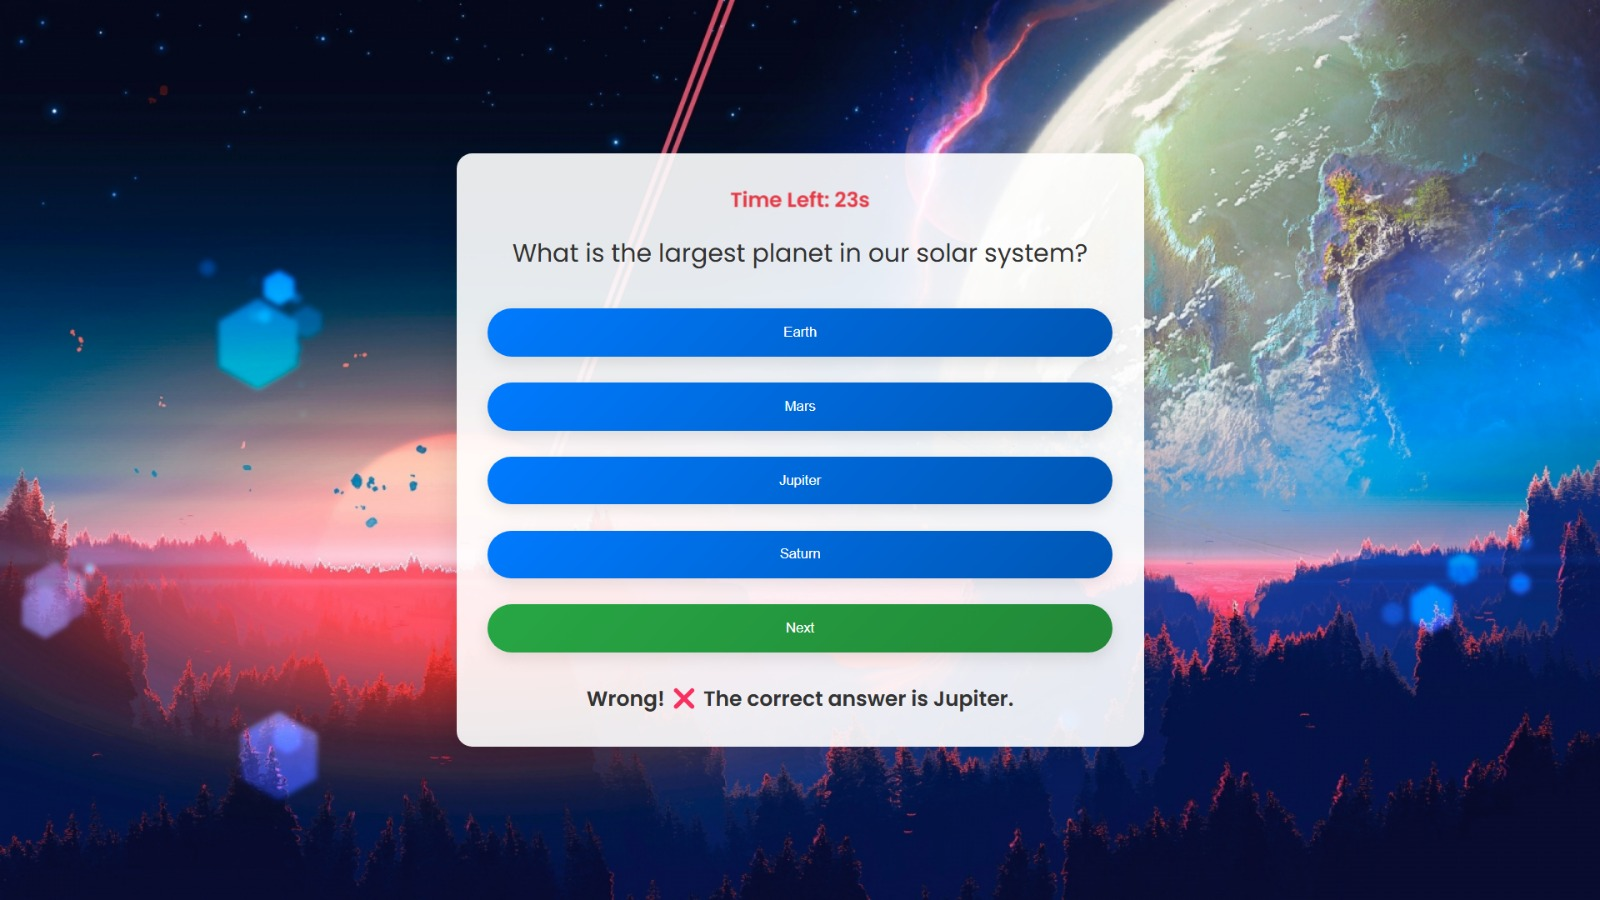 Time Left: 23s
What is the largest planet in our solar system?
Earth
Mars
Jupiter
Saturn
Next
Wrong! ❌ The correct answer is Jupiter.